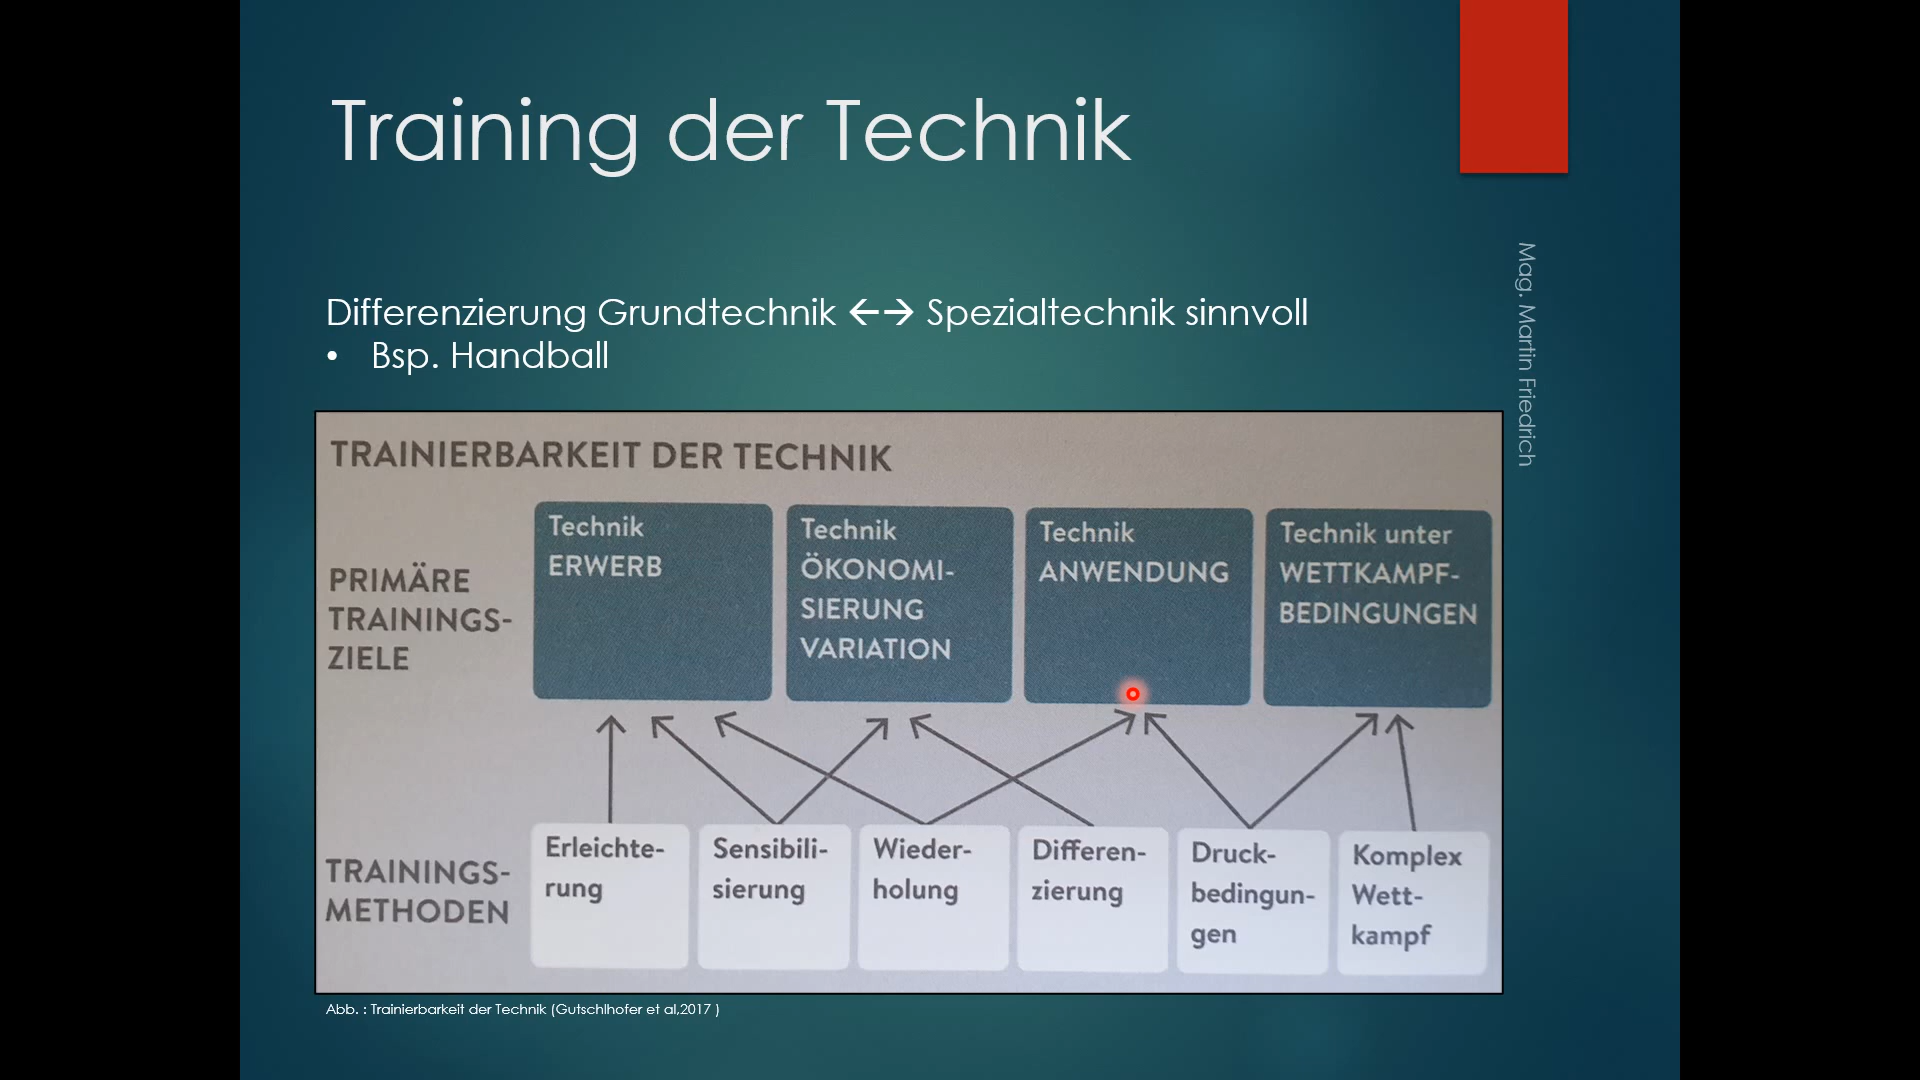 Training der Technik
Mag. Martin Friedrich
Differenzierung Grundtechnik ←→ Spezialtechnik sinnvoll
• Bsp. Handball
TRAINIERBARKEIT DER TECHNIK
PRIMÄRE
TRAININGS-
ZIELE
Technik
ERWERB
Technik
ÖKONOMI-
SIERUNG
VARIATION
Technik
ANWENDUNG
Technik unter
WETTKAMPF-
BEDINGUNGEN
TRAININGS-
METHODEN
Erleichte-
rung
Sensibili-
sierung
Wieder-
holung
Differen-
zierung
Druck-
bedingun-
gen
Komplex
Wett-
kampf
Abb. : Trainierbarkeit der Technik (Gutschlhofer et al,2017 )